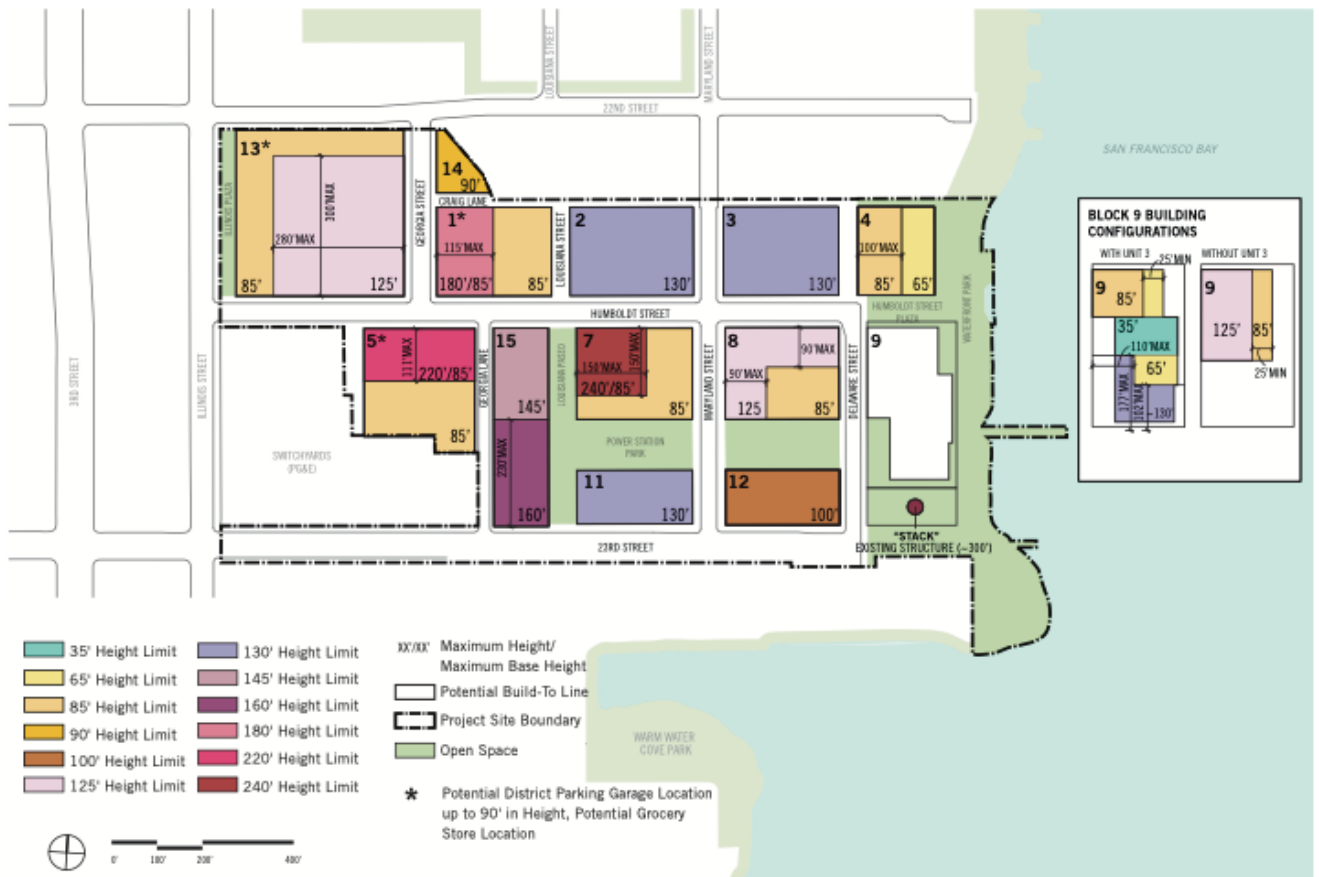 LOUISIANA STREET
MARYLAND STREET
22ND STREET
SAN FRANCISCO BAY
13*
300'MAX
280'MAX
85'
125'
ILLINOIS PLAZA
GEORGIA STREET
14
90'
CRAIG LANE
1*
115'MAX
180'/85'
85'
LOUISIANA STREET
2
130'
3
130'
4
100'MAX
85'
65'
HUMBOLDT STREET
PLAZA
WATERFRONT PARK
HUMBOLDT STREET
3RD STREET
ILLINOIS STREET
SWITCHYARDS
(PG&E)
5*
111'MAX
220'/85'
85'
GEORGIA LANE
15
145'
230'MAX
160'
LOUISIANA PASEO
7
150'MAX
150'MAX
240'/85'
85'
POWER STATION
PARK
MARYLAND STREET
8
90'MAX
90'MAX
125
85'
DELAWARE STREET
9
11
130'
12
100'
"STACK"
EXISTING STRUCTURE (~300')
23RD STREET
BLOCK 9 BUILDING
CONFIGURATIONS
WITH UNIT 3
25'MIN
9
85'
35'
110'MAX
65'
177'MAX
102'MAX
130'
WITHOUT UNIT 3
9
125'
85'
25'MIN
WARM WATER
COVE PARK
35' Height Limit
65' Height Limit
85' Height Limit
90' Height Limit
100' Height Limit
125' Height Limit
130' Height Limit
145' Height Limit
160' Height Limit
180' Height Limit
220' Height Limit
240' Height Limit
XX'/XX' Maximum Height/
Maximum Base Height
Potential Build-To Line
Project Site Boundary
Open Space
* Potential District Parking Garage Location
up to 90' in Height, Potential Grocery
Store Location
0' 100' 200' 400'